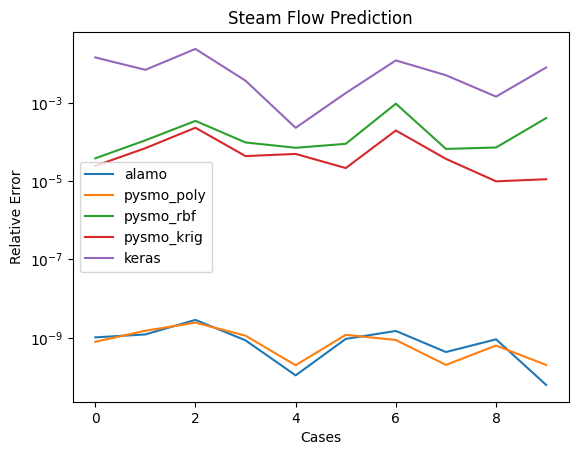 Steam Flow Prediction
Relative Error
10⁻³
10⁻⁵
10⁻⁷
10⁻⁹
alamo
pysmo_poly
pysmo_rbf
pysmo_krig
keras
0 2 4 6 8
Cases